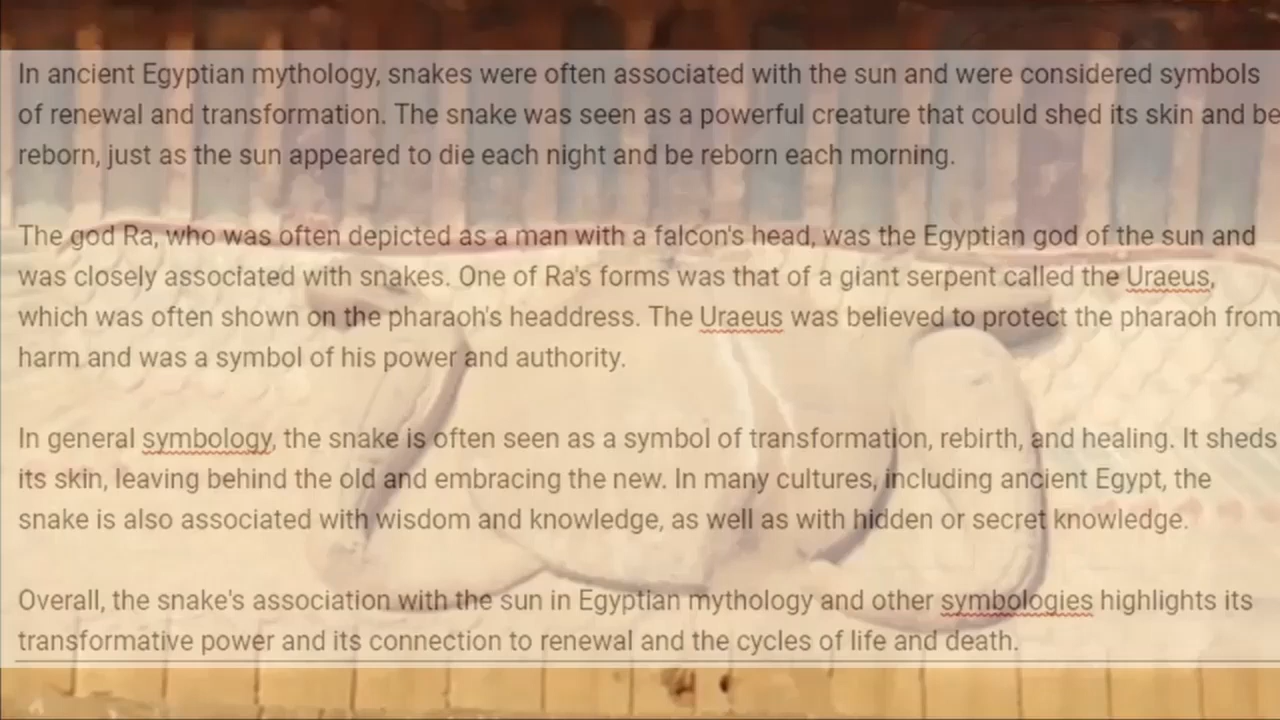 In ancient Egyptian mythology, snakes were often associated with the sun and were considered symbols
of renewal and transformation. The snake was seen as a powerful creature that could shed its skin and be
reborn, just as the sun appeared to die each night and be reborn each morning.
The god Ra, who was often depicted as a man with a falcon's head, was the Egyptian god of the sun and
was closely associated with snakes. One of Ra's forms was that of a giant serpent called the Uraeus,
which was often shown on the pharaoh's headdress. The Uraeus was believed to protect the pharaoh from
harm and was a symbol of his power and authority.
In general symbology, the snake is often seen as a symbol of transformation, rebirth, and healing. It sheds
its skin, leaving behind the old and embracing the new. In many cultures, including ancient Egypt, the
snake is also associated with wisdom and knowledge, as well as with hidden or secret knowledge.
Overall, the snake's association with the sun in Egyptian mythology and other symbologies highlights its
transformative power and its connection to renewal and the cycles of life and death.